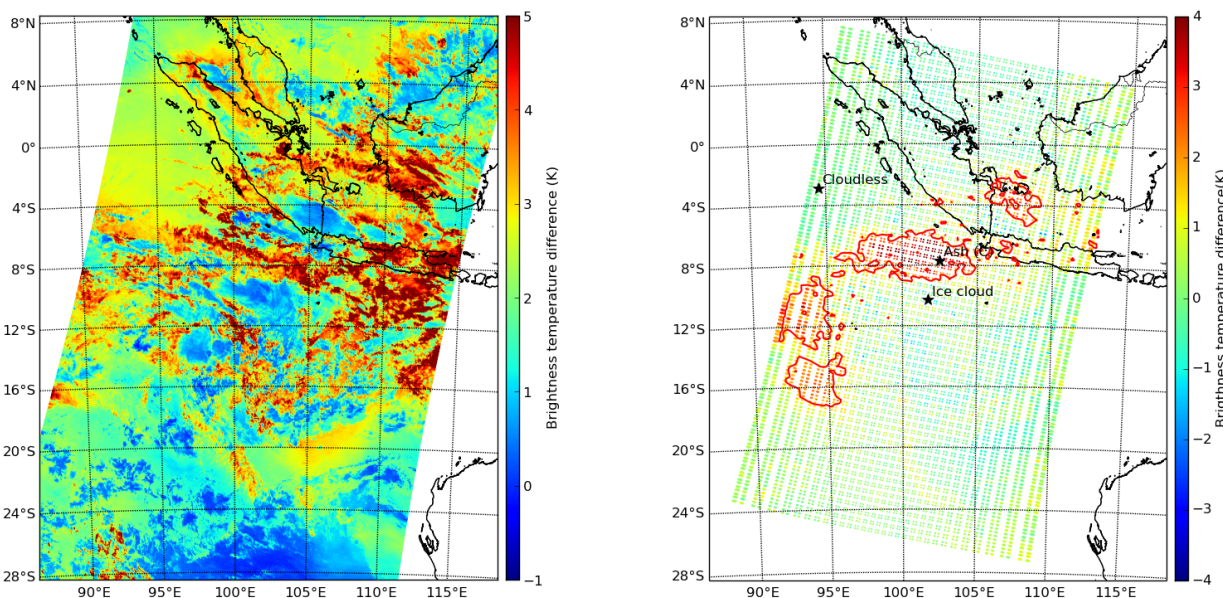 8°N
4°N
0°
4°S
8°S
12°S
16°S
20°S
24°S
28°S
90°E
95°E
100°E
105°E
110°E
115°E
5
4
3
2
1
0
−1
Brightness temperature difference (K)
8°N
4°N
0°
4°S
8°S
12°S
16°S
20°S
24°S
28°S
90°E
95°E
100°E
105°E
110°E
115°E
Cloudless
Ash
Ice cloud
4
3
2
1
0
−1
−2
−3
−4
Brigthness temperature difference(K)